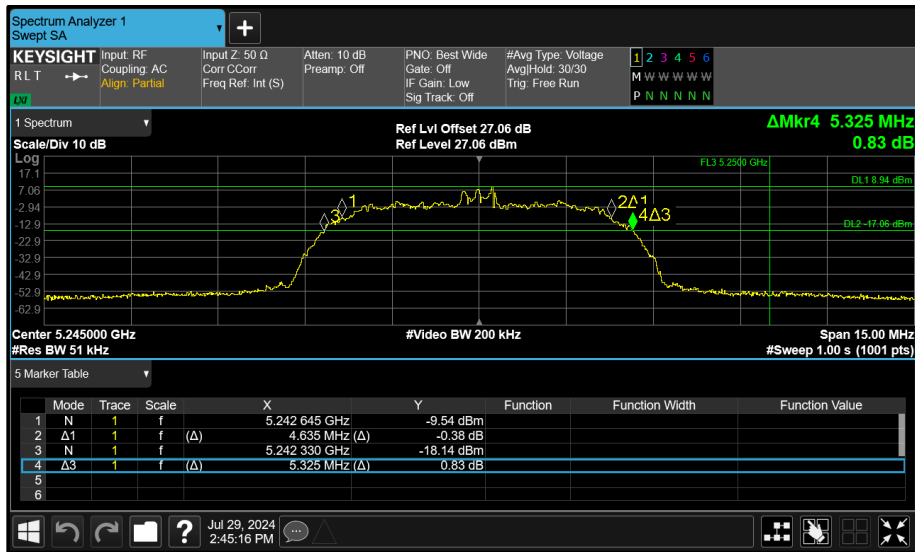 Spectrum Analyzer 1
Swept SA
KEYSIGHT
R L T
LXI
Input: RF
Coupling: AC
Align: Partial
Input Z: 50 Ω
Corr CCorr
Freq Ref: Int (S)
Atten: 10 dB
Preamp: Off
PNO: Best Wide
Gate: Off
IF Gain: Low
Sig Track: Off
#Avg Type: Voltage
Avg|Hold: 30/30
Trig: Free Run
1 2 3 4 5 6
M W W W W W
P N N N N N
1 Spectrum
Scale/Div 10 dB
Ref Lvl Offset 27.06 dB
Ref Level 27.06 dBm
ΔMkr4 5.325 MHz
0.83 dB
Log
17.1
7.06
-2.94
-12.9
-22.9
-32.9
-42.9
-52.9
-62.9
FL3 5.2500 GHz
DL1 8.94 dBm
1
3
2Δ1
4Δ3
DL2 -17.06 dBm
Center 5.245000 GHz
#Video BW 200 kHz
Span 15.00 MHz
#Res BW 51 kHz
#Sweep 1.00 s (1001 pts)
5 Marker Table
Mode Trace Scale X Y Function Function Width Function Value
1 N 1 f 5.242 645 GHz -9.54 dBm
2 Δ1 1 f (Δ) 4.635 MHz (Δ) -0.38 dB
3 N 1 f 5.242 330 GHz -18.14 dBm
4 Δ3 1 f (Δ) 5.325 MHz (Δ) 0.83 dB
5
6
?
Jul 29, 2024
2:45:16 PM